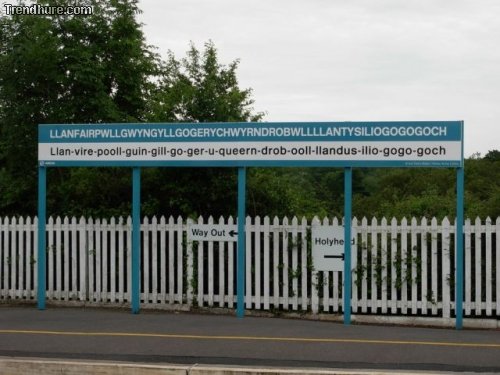 Trendhure.com
LLANFAIRPWLLGWYNGYLLGOGERYCHWYRNDROBWLLLLANTYSILIOGOGOGOCH
Llan-vire-pooll-guin-gill-go-ger-u-queern-drob-ooll-llandus-ilio-gogo-goch
Way Out
Holyhead